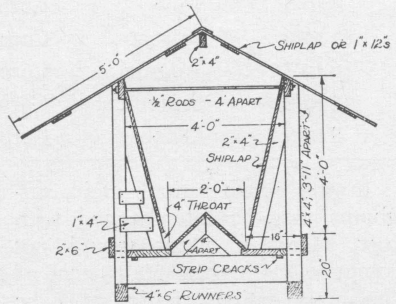 5'-0"
SHIPLAP OR 1"x12"s
2"x4"
½" RODS - 4' APART
4'-0"
2"x4"
SHIPLAP
4"x4", 3'-11" APART
4'-0"
2'-0"
4" THROAT
1"x4"
4'
APART
16"
2"x6"
20"
STRIP CRACKS
4"x6" RUNNERS